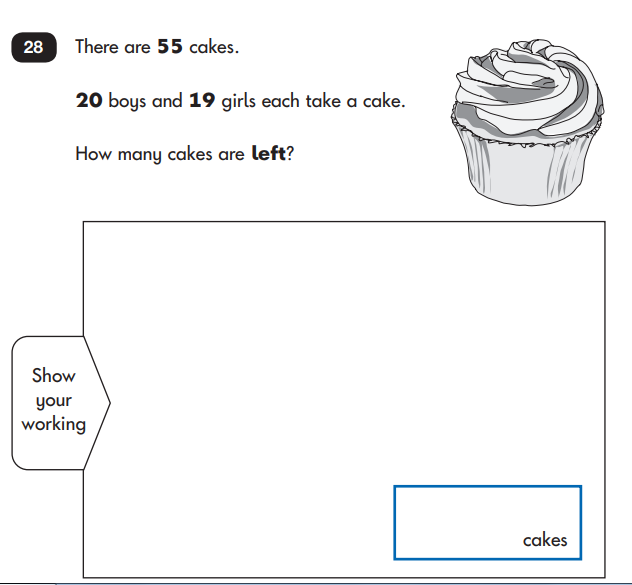 28 There are 55 cakes.
20 boys and 19 girls each take a cake.
How many cakes are left?
Show
your
working
cakes